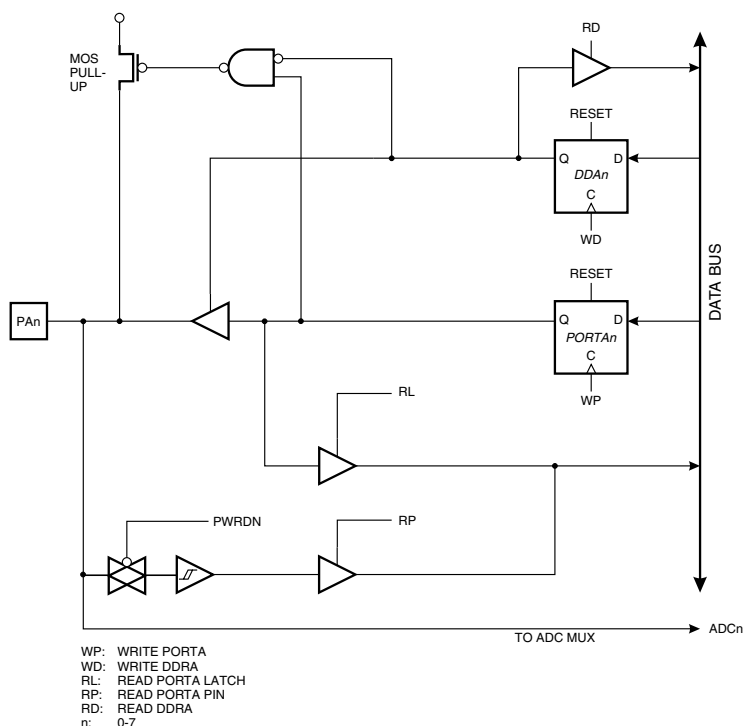 RD
MOS
PULL-
UP
RESET
Q
D
DDAn
C
WD
DATA BUS
RESET
PAn
Q
D
PORTAn
C
WP
RL
PWRDN
RP
ADCn
TO ADC MUX
WP: WRITE PORTA
WD: WRITE DDRA
RL: READ PORTA LATCH
RP: READ PORTA PIN
RD: READ DDRA
n: 0-7